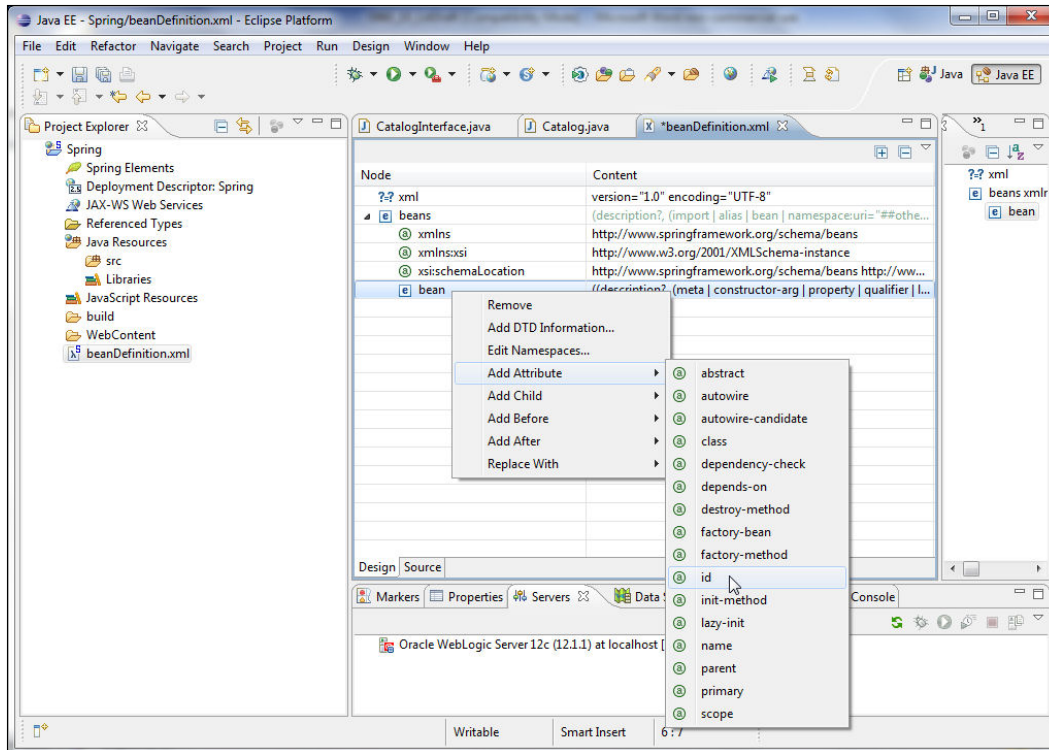 Java EE - Spring/beanDefinition.xml - Eclipse Platform
File Edit Refactor Navigate Search Project Run Design Window Help
Java Java EE
Project Explorer
Spring
Spring Elements
Deployment Descriptor: Spring
JAX-WS Web Services
Referenced Types
Java Resources
src
Libraries
JavaScript Resources
build
WebContent
beanDefinition.xml
CatalogInterface.java Catalog.java *beanDefinition.xml
Node Content
xml version="1.0" encoding="UTF-8"
beans (description?, (import | alias | bean | namespace:uri="##othe...
xmlns http://www.springframework.org/schema/beans
xmlns:xsi http://www.w3.org/2001/XMLSchema-instance
xsi:schemaLocation http://www.springframework.org/schema/beans http://ww...
bean ((description?, (meta | constructor-arg | property | qualifier | l...
Remove
Add DTD Information...
Edit Namespaces...
Add Attribute
Add Child
Add Before
Add After
Replace With
abstract
autowire
autowire-candidate
class
dependency-check
depends-on
destroy-method
factory-bean
factory-method
id
init-method
lazy-init
name
parent
primary
scope
Design Source
?=? xml
beans xmlr
bean
Markers Properties Servers Data Console
Oracle WebLogic Server 12c (12.1.1) at localhost [
Writable Smart Insert 6 : 7